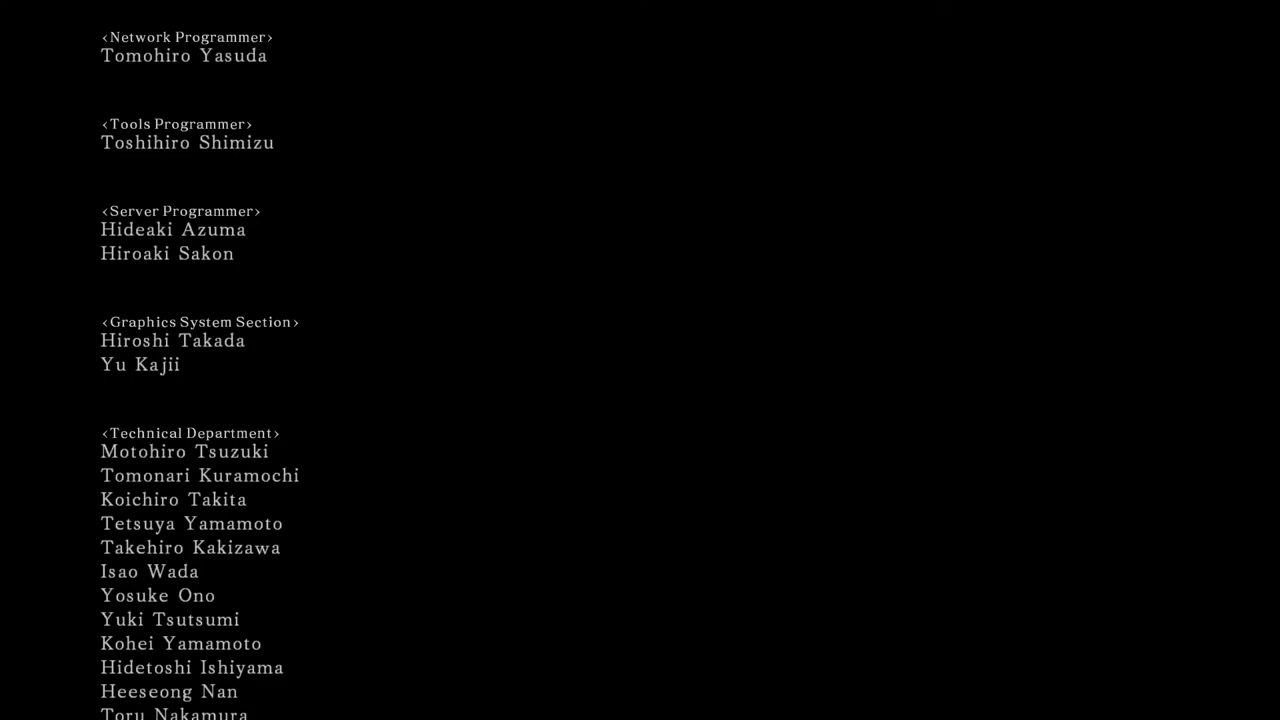 <Network Programmer>
Tomohiro Yasuda
<Tools Programmer>
Toshihiro Shimizu
<Server Programmer>
Hideaki Azuma
Hiroaki Sakon
<Graphics System Section>
Hiroshi Takada
Yu Kajii
<Technical Department>
Motohiro Tsuzuki
Tomonari Kuramochi
Koichiro Takita
Tetsuya Yamamoto
Takehiro Kakizawa
Isao Wada
Yosuke Ono
Yuki Tsutsumi
Kohei Yamamoto
Hidetoshi Ishiyama
Heeseong Nan
Toru Nakamura